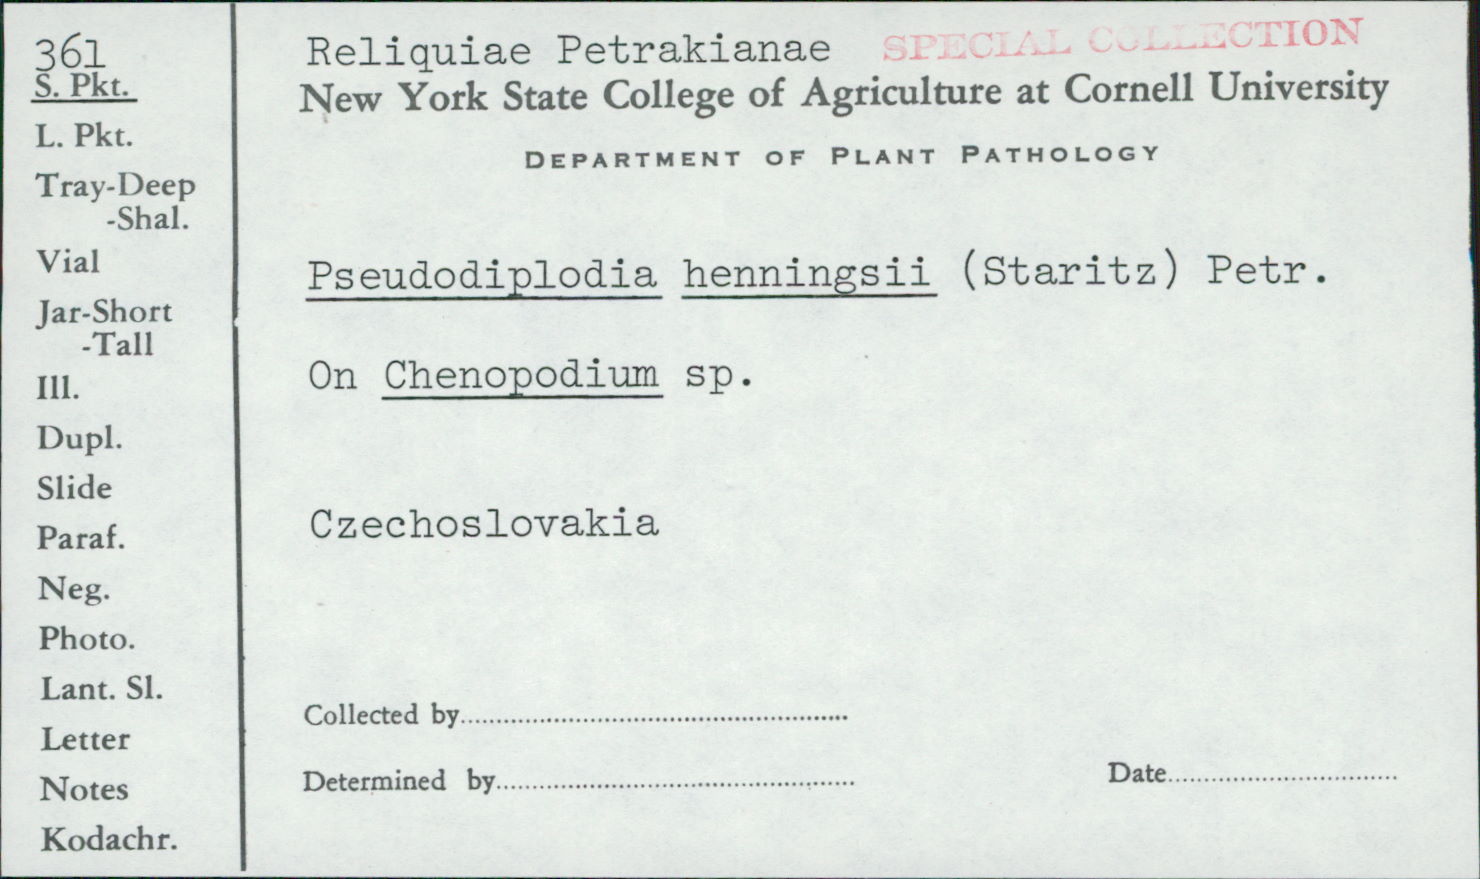 361
S. Pkt.
L. Pkt.
Tray-Deep
-Shal.
Vial
Jar-Short
-Tall
Ill.
Dupl.
Slide
Paraf.
Neg.
Photo.
Lant. Sl.
Letter
Notes
Kodachr.
Reliquiae Petrakianae SPECIAL COLLECTION
New York State College of Agriculture at Cornell University
DEPARTMENT OF PLANT PATHOLOGY
Pseudodiplodia henningsii (Staritz) Petr.
On Chenopodium sp.
Czechoslovakia
Collected by
Determined by Date